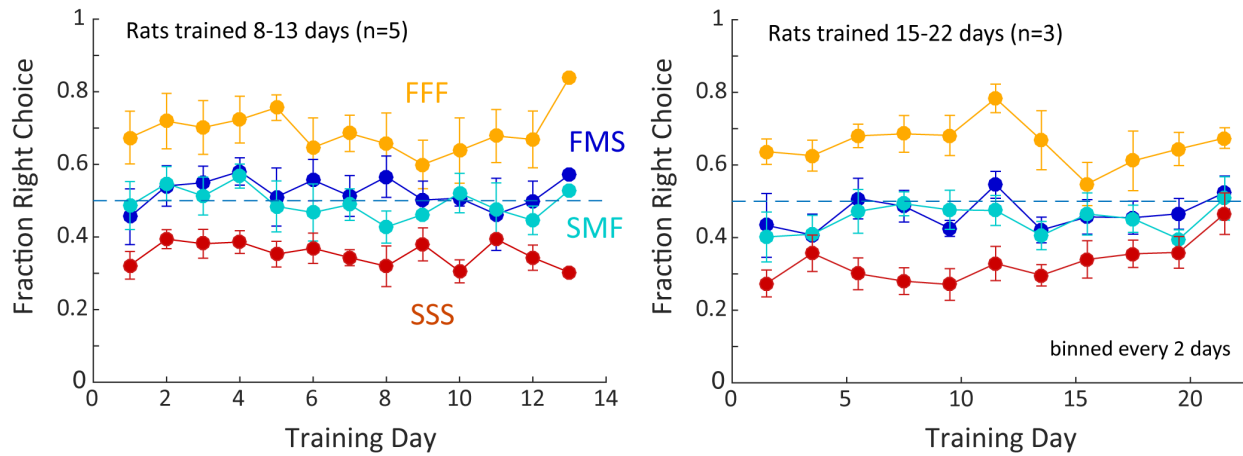 Rats trained 8-13 days (n=5)
Fraction Right Choice
1
0.8
0.6
0.4
0.2
0
FFF
FMS
SMF
SSS
0
2
4
6
8
10
12
14
Training Day
Rats trained 15-22 days (n=3)
Fraction Right Choice
1
0.8
0.6
0.4
0.2
0
binned every 2 days
0
5
10
15
20
Training Day